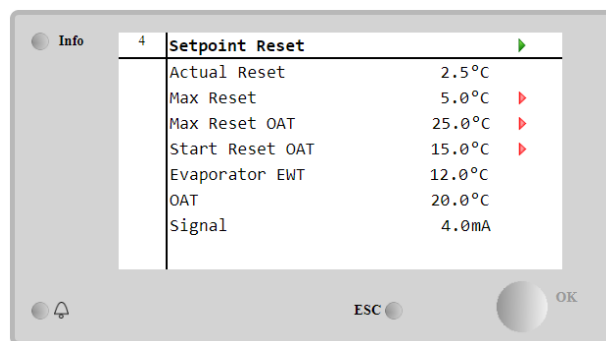 Info
4 Setpoint Reset
Actual Reset 2.5°C
Max Reset 5.0°C
Max Reset OAT 25.0°C
Start Reset OAT 15.0°C
Evaporator EWT 12.0°C
OAT 20.0°C
Signal 4.0mA
ESC OK